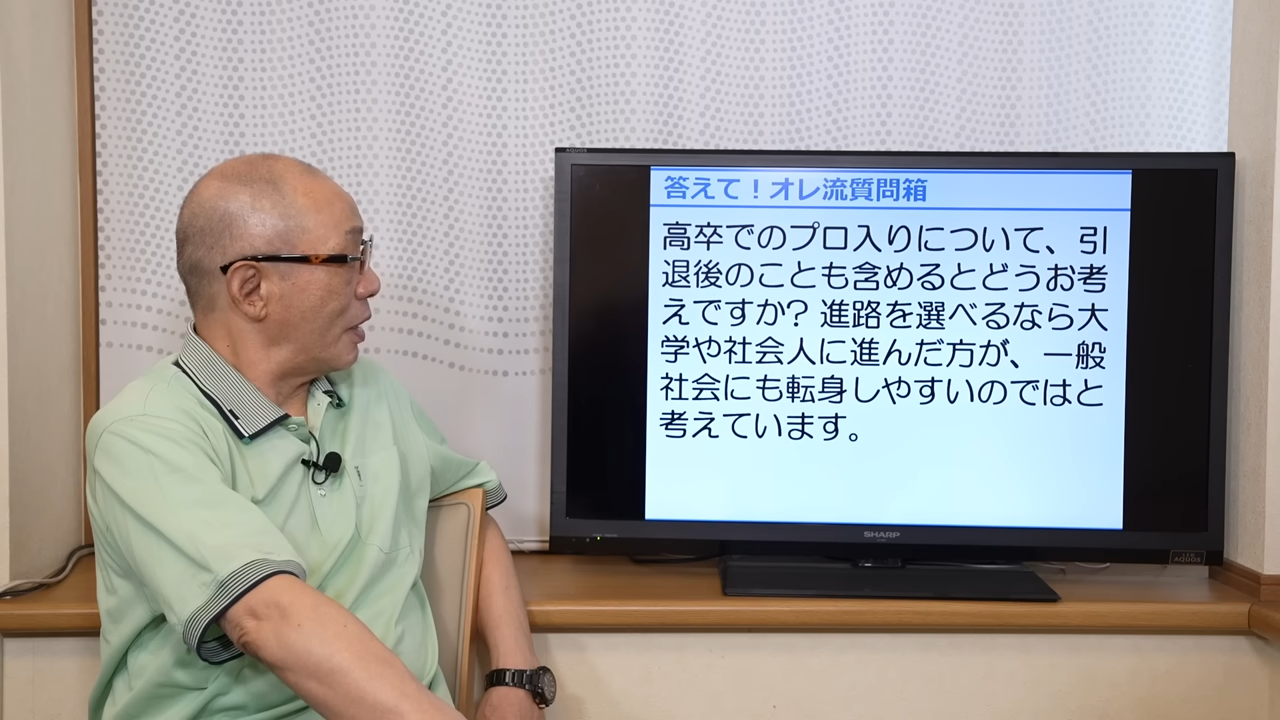 AQUOS
答えて！オレ流質問箱
高卒でのプロ入りについて、引
退後のことも含めるとどうお考
えですか? 進路を選べるなら大
学や社会人に進んだ方が、一般
社会にも転身しやすいのではと
考えています。
SHARP
LED
AQUOS